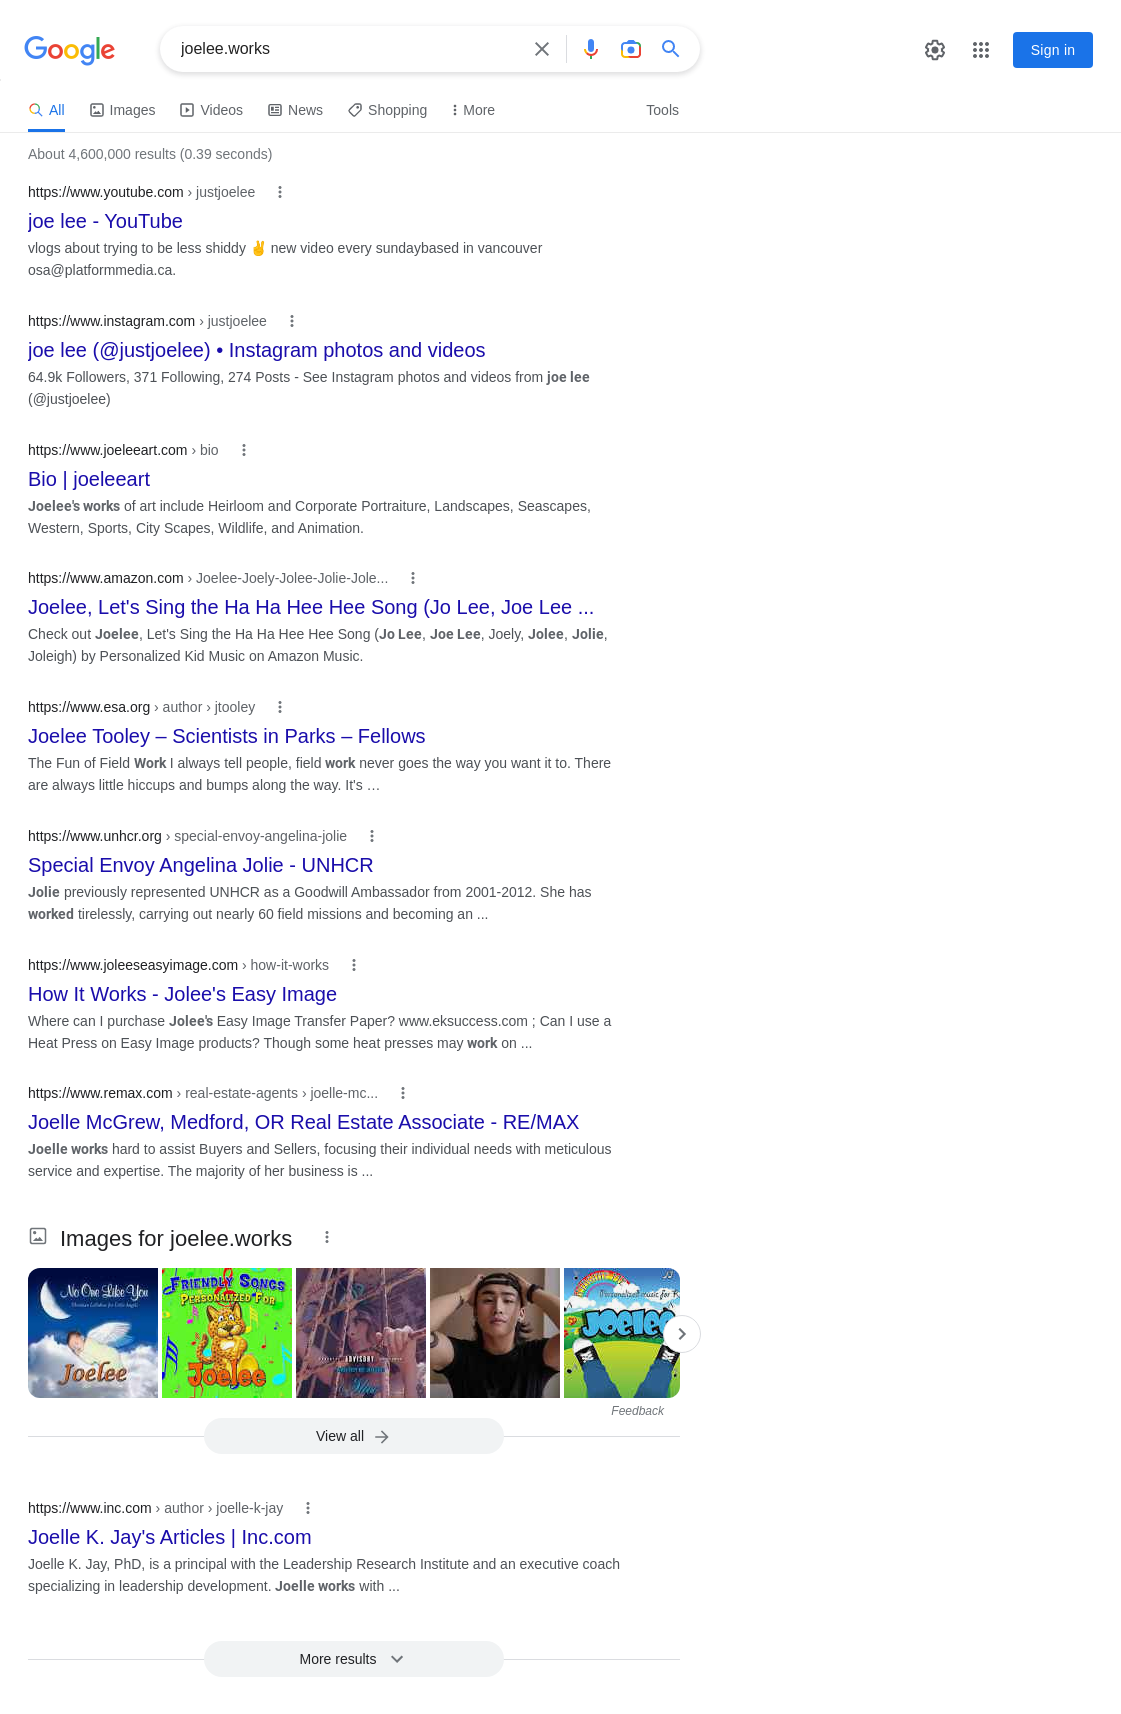 Google
joelee.works
Sign in
All
Images
Videos
News
Shopping
More
Tools
About 4,600,000 results (0.39 seconds)
https://www.youtube.com › justjoelee
joe lee - YouTube
vlogs about trying to be less shiddy ✌️ new video every sundaybased in vancouver
osa@platformmedia.ca.
https://www.instagram.com › justjoelee
joe lee (@justjoelee) • Instagram photos and videos
64.9k Followers, 371 Following, 274 Posts - See Instagram photos and videos from joe lee
(@justjoelee)
https://www.joeleeart.com › bio
Bio | joeleeart
Joelee's works of art include Heirloom and Corporate Portraiture, Landscapes, Seascapes,
Western, Sports, City Scapes, Wildlife, and Animation.
https://www.amazon.com › Joelee-Joely-Jolee-Jolie-Jole...
Joelee, Let's Sing the Ha Ha Hee Hee Song (Jo Lee, Joe Lee ...
Check out Joelee, Let's Sing the Ha Ha Hee Hee Song (Jo Lee, Joe Lee, Joely, Jolee, Jolie,
Joleigh) by Personalized Kid Music on Amazon Music.
https://www.esa.org › author › jtooley
Joelee Tooley – Scientists in Parks – Fellows
The Fun of Field Work I always tell people, field work never goes the way you want it to. There
are always little hiccups and bumps along the way. It's …
https://www.unhcr.org › special-envoy-angelina-jolie
Special Envoy Angelina Jolie - UNHCR
Jolie previously represented UNHCR as a Goodwill Ambassador from 2001-2012. She has
worked tirelessly, carrying out nearly 60 field missions and becoming an ...
https://www.joleeseasyimage.com › how-it-works
How It Works - Jolee's Easy Image
Where can I purchase Jolee's Easy Image Transfer Paper? www.eksuccess.com ; Can I use a
Heat Press on Easy Image products? Though some heat presses may work on ...
https://www.remax.com › real-estate-agents › joelle-mc...
Joelle McGrew, Medford, OR Real Estate Associate - RE/MAX
Joelle works hard to assist Buyers and Sellers, focusing their individual needs with meticulous
service and expertise. The majority of her business is ...
Images for joelee.works
No One Like You
Joelee
FRIENDLY SONGS
PERSONALIZED FOR
Joelee
ADVISORY
Personalized music for K
Joelee
Feedback
View all
https://www.inc.com › author › joelle-k-jay
Joelle K. Jay's Articles | Inc.com
Joelle K. Jay, PhD, is a principal with the Leadership Research Institute and an executive coach
specializing in leadership development. Joelle works with ...
More results